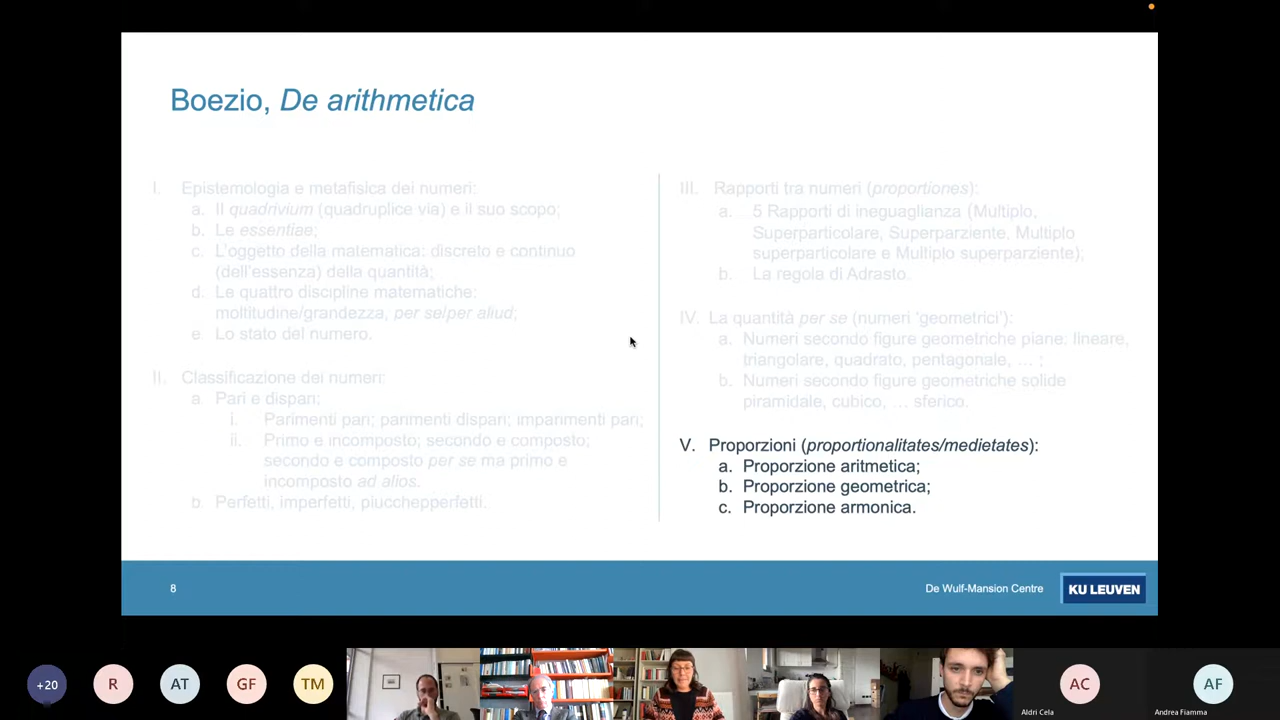 Boezio, De arithmetica
I. Epistemologia e metafisica dei numeri:
a. Il quadrivium (quadruplice via) e il suo scopo;
b. Le essentiae;
c. L'oggetto della matematica: discreto e continuo
(dell'essenza) della quantità;
d. Le quattro discipline matematiche:
moltitudine/grandezza, per se/per aliud;
e. Lo stato del numero.
II. Classificazione dei numeri:
a. Pari e dispari;
i. Parimenti pari; parimenti dispari; imparimenti pari;
ii. Primo e incomposto; secondo e composto;
secondo e composto per se ma primo e
incomposto ad alios.
b. Perfetti, imperfetti, piuccheperfetti.
III. Rapporti tra numeri (proportiones):
a. 5 Rapporti di ineguaglianza (Multiplo,
Superparticolare, Superparziente, Multiplo
superparticolare e Multiplo superparziente);
b. La regola di Adrasto.
IV. La quantità per se (numeri 'geometrici'):
a. Numeri secondo figure geometriche piane: lineare,
triangolare, quadrato, pentagonale, … ;
b. Numeri secondo figure geometriche solide
piramidale, cubico, … sferico.
V. Proporzioni (proportionalitates/medietates):
a. Proporzione aritmetica;
b. Proporzione geometrica;
c. Proporzione armonica.
8
De Wulf-Mansion Centre
KU LEUVEN
+20
R
AT
GF
TM
AC
AF
Aldri Cela
Andrea Fiamma